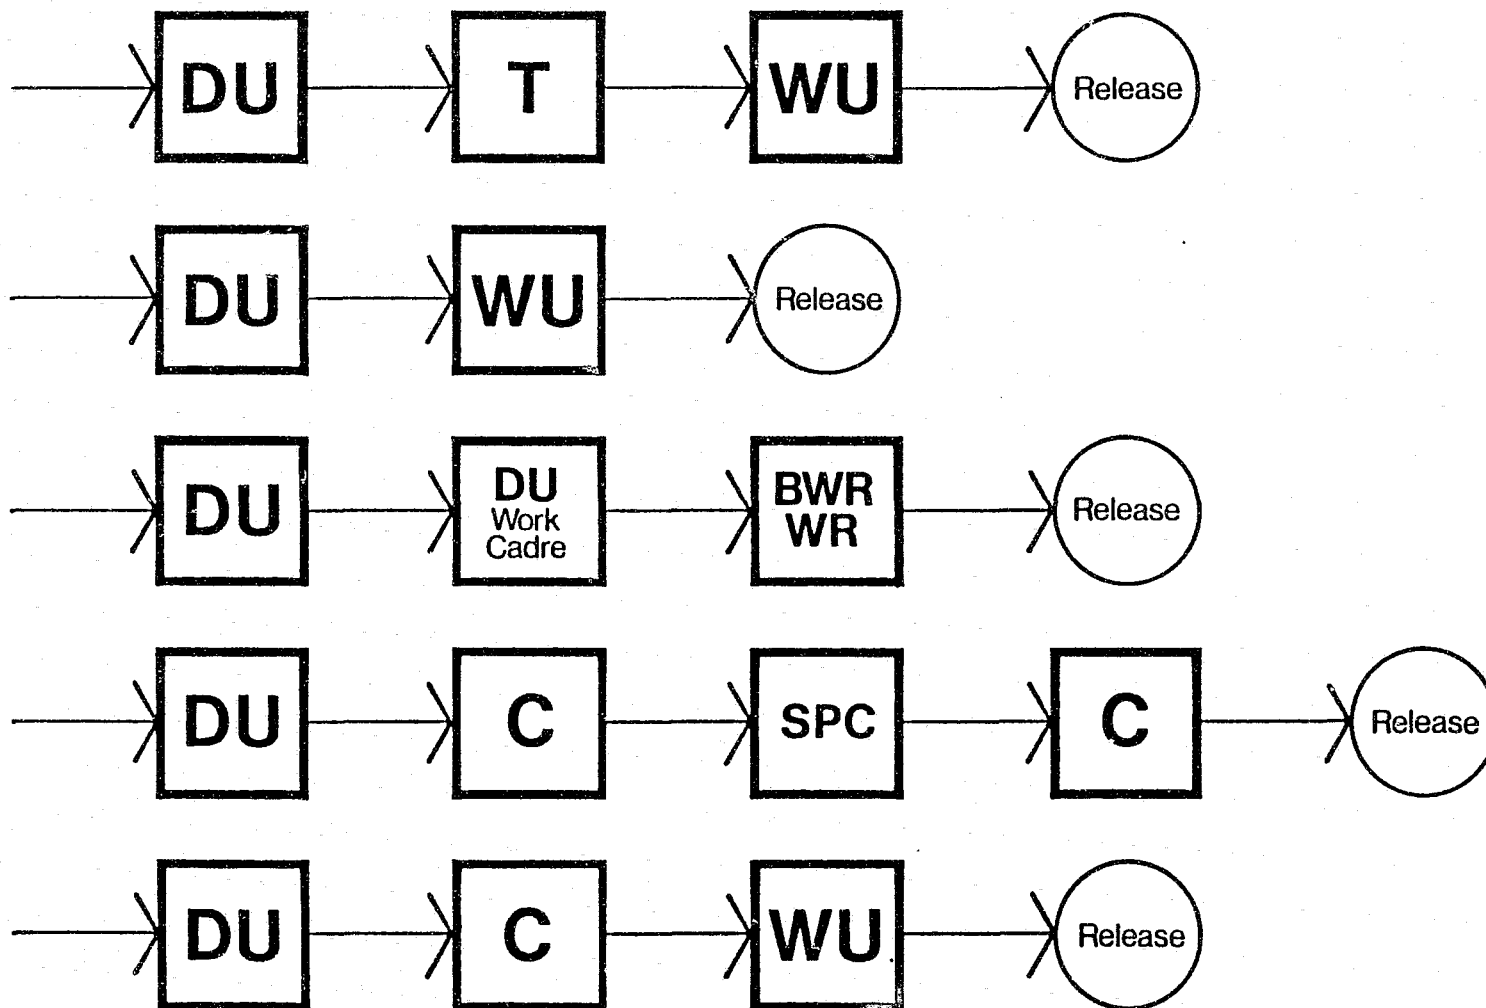 DU T WU Release
DU WU Release
DU DU Work Cadre BWR WR Release
DU C SPC C Release
DU C WU Release